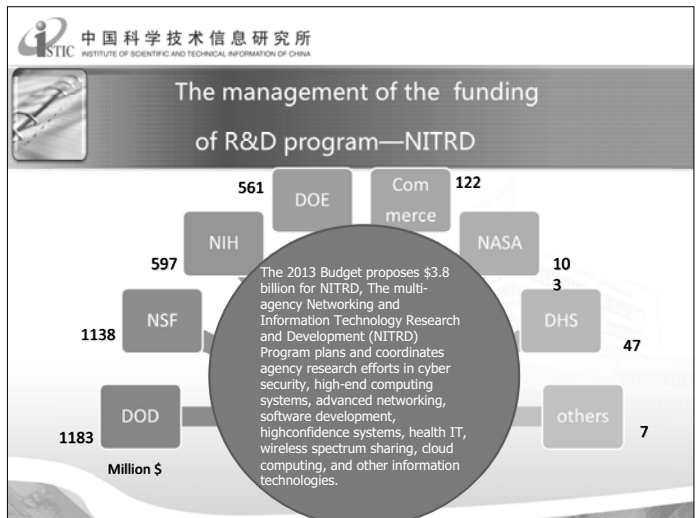 中国科学技术信息研究所
ISTIC
INSTITUTE OF SCIENTIFIC AND TECHNICAL INFORMATION OF CHINA
The management of the funding
of R&D program—NITRD
561
DOE
Com
merce
122
NIH
597
NASA
10
3
NSF
1138
DHS
47
DOD
1183
others
7
Million $
The 2013 Budget proposes $3.8
billion for NITRD, The multi-
agency Networking and
Information Technology Research
and Development (NITRD)
Program plans and coordinates
agency research efforts in cyber
security, high-end computing
systems, advanced networking,
software development,
highconfidence systems, health IT,
wireless spectrum sharing, cloud
computing, and other information
technologies.